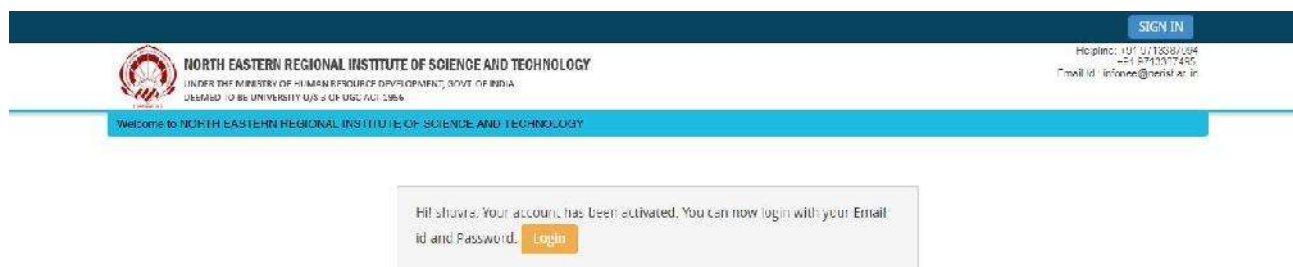 SIGN IN
NORTH EASTERN REGIONAL INSTITUTE OF SCIENCE AND TECHNOLOGY
UNDER THE MINISTRY OF HUMAN RESOURCE DEVELOPMENT, GOVT. OF INDIA
DEEMED TO BE UNIVERSITY U/S 3 OF UGC ACT 1956
Helpline: +91
Email Id : infonee@nerist.ac.in
Welcome to NORTH EASTERN REGIONAL INSTITUTE OF SCIENCE AND TECHNOLOGY
Hi! shuvra. Your account has been activated. You can now login with your Email
id and Password. Login